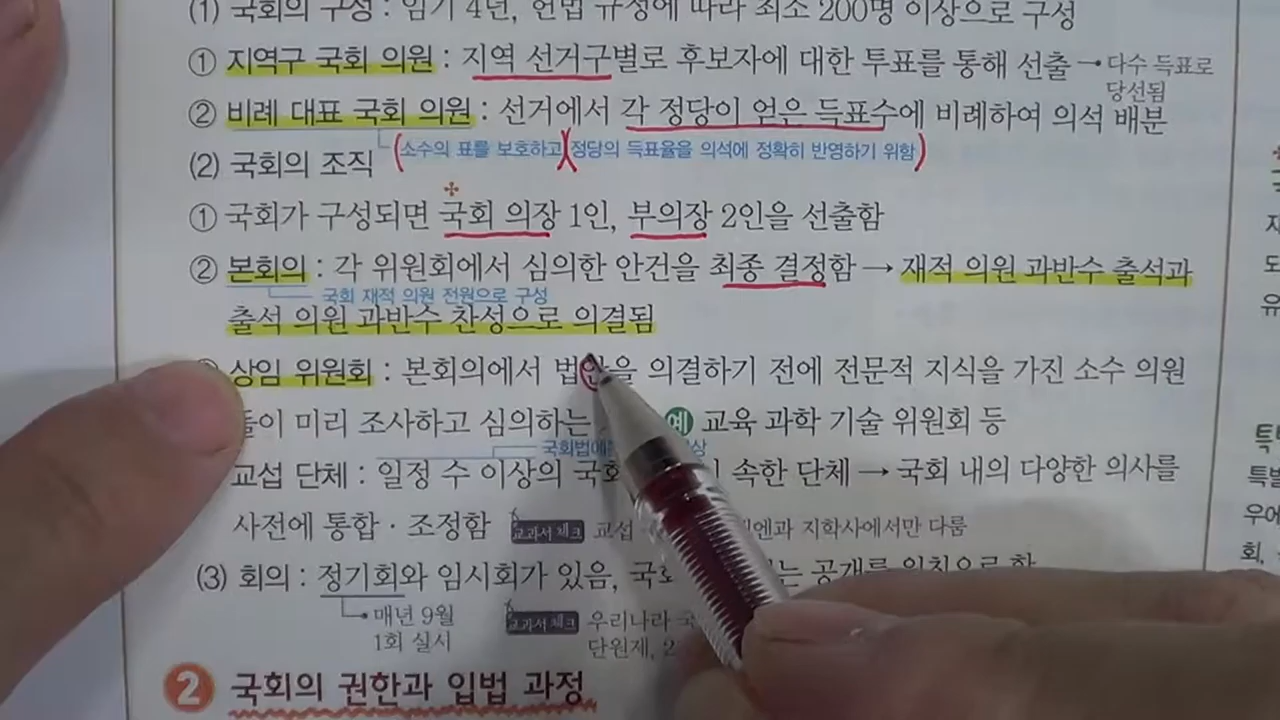 (1) 국회의 구성 : 임기 4년, 헌법 규정에 따라 최소 200명 이상으로 구성
① 지역구 국회 의원 : 지역 선거구별로 후보자에 대한 투표를 통해 선출 → 다수 득표로
당선됨
② 비례 대표 국회 의원 : 선거에서 각 정당이 얻은 득표수에 비례하여 의석 배분
소수의 표를 보호하고 정당의 득표율을 의석에 정확히 반영하기 위함
(2) 국회의 조직
① 국회가 구성되면 국회 의장 1인, 부의장 2인을 선출함
② 본회의 : 각 위원회에서 심의한 안건을 최종 결정함 → 재적 의원 과반수 출석과
국회 재적 의원 전원으로 구성
출석 의원 과반수 찬성으로 의결됨
상임 위원회 : 본회의에서 법안을 의결하기 전에 전문적 지식을 가진 소수 의원
들이 미리 조사하고 심의하는 예 교육 과학 기술 위원회 등
국회법에
교섭 단체 : 일정 수 이상의 국회 속한 단체 → 국회 내의 다양한 의사를
사전에 통합·조정함 교과서 체크 교섭 지학사에서만 다룸
(3) 회의 : 정기회와 임시회가 있음, 공개를 원칙으로 함
매년 9월
1회 실시
교과서 체크 우리나라
단원제,
2 국회의 권한과 입법 과정
도
유
특별
우에
회,